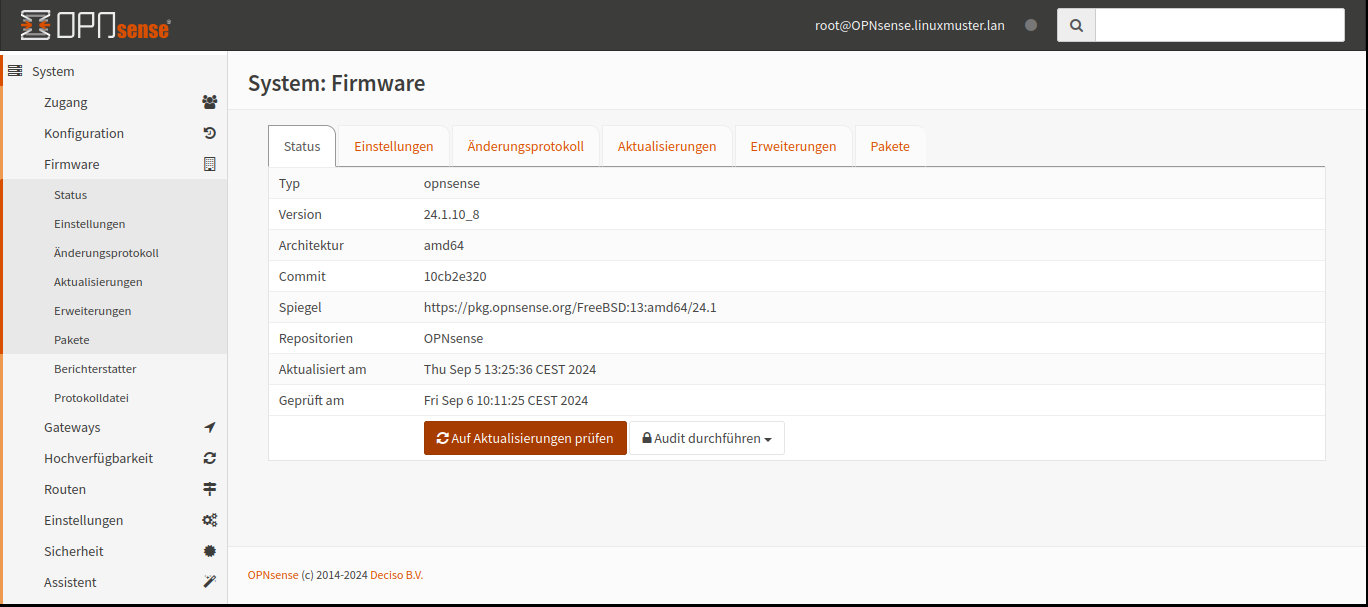 OPNsense®
root@OPNsense.linuxmuster.lan
System
Zugang
Konfiguration
Firmware
Status
Einstellungen
Änderungsprotokoll
Aktualisierungen
Erweiterungen
Pakete
Berichterstatter
Protokolldatei
Gateways
Hochverfügbarkeit
Routen
Einstellungen
Sicherheit
Assistent
System: Firmware
Status Einstellungen Änderungsprotokoll Aktualisierungen Erweiterungen Pakete
Typ opnsense
Version 24.1.10_8
Architektur amd64
Commit 10cb2e320
Spiegel https://pkg.opnsense.org/FreeBSD:13:amd64/24.1
Repositorien OPNsense
Aktualisiert am Thu Sep 5 13:25:36 CEST 2024
Geprüft am Fri Sep 6 10:11:25 CEST 2024
Auf Aktualisierungen prüfen Audit durchführen
OPNsense (c) 2014-2024 Deciso B.V.